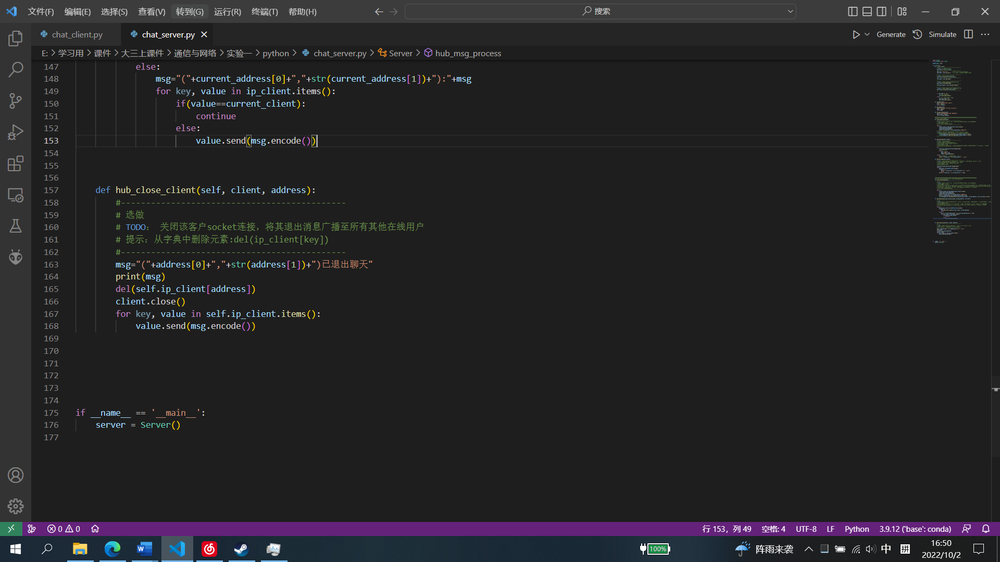 文件(F) 编辑(E) 选择(S) 查看(V) 转到(G) 运行(R) 终端(T) 帮助(H) 搜索
chat_client.py chat_server.py Generate Simulate
E: > 学习用 > 课件 > 大三上课件 > 通信与网络 > 实验一 > python > chat_server.py > Server > hub_msg_process
147 else:
148 msg="("+current_address[0]+","+str(current_address[1])+"):"+msg
149 for key, value in ip_client.items():
150 if(value==current_client):
151 continue
152 else:
153 value.send(msg.encode())
154
155
156
157 def hub_close_client(self, client, address):
158 #---------------------------------------------
159 # 选做
160 # TODO： 关闭该客户socket连接，将其退出消息广播至所有其他在线用户
161 # 提示：从字典中删除元素:del(ip_client[key])
162 #---------------------------------------------
163 msg="("+address[0]+","+str(address[1])+")已退出聊天"
164 print(msg)
165 del(self.ip_client[address])
166 client.close()
167 for key, value in self.ip_client.items():
168 value.send(msg.encode())
169
170
171
172
173
174
175 if __name__ == '__main__':
176 server = Server()
177
0 0 行 153，列 49 空格: 4 UTF-8 LF Python 3.9.12 ('base': conda)
100% 阵雨来袭 中 拼 16:50
2022/10/2